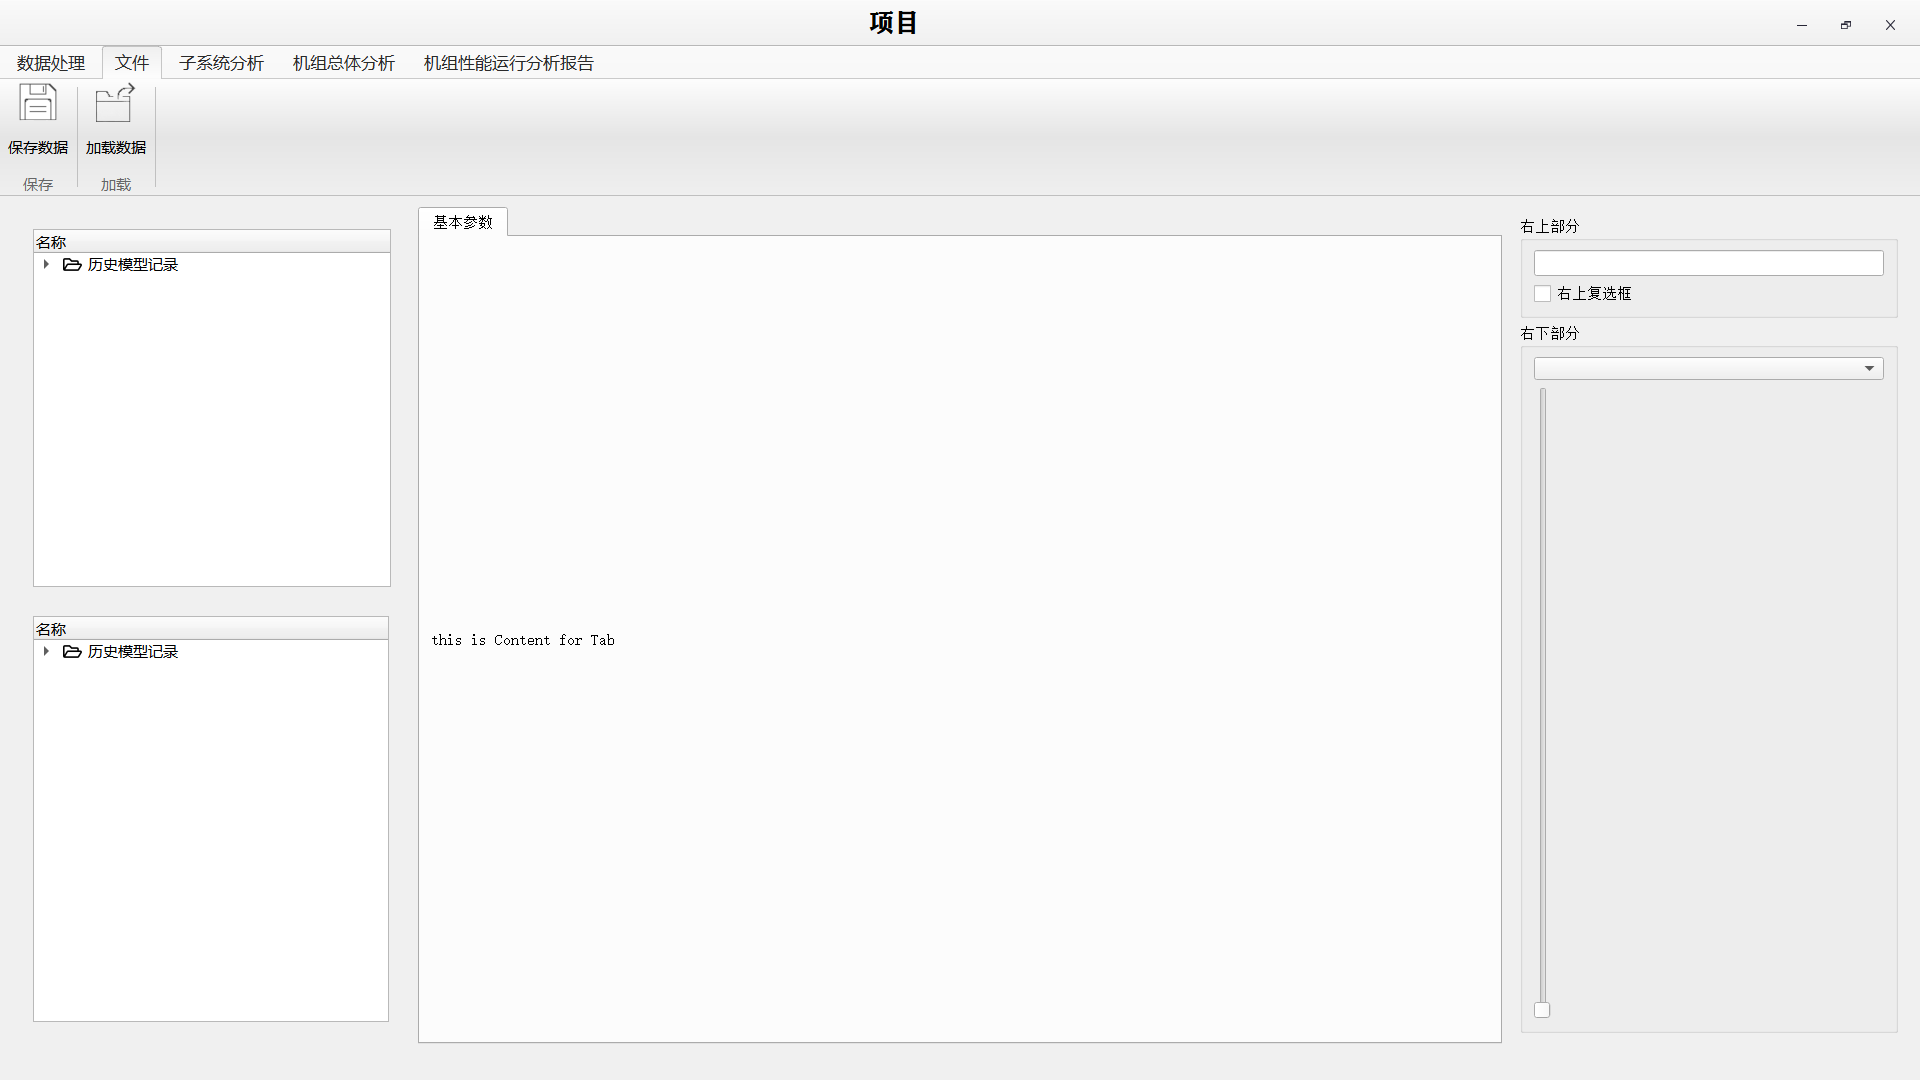 项目
数据处理 文件 子系统分析 机组总体分析 机组性能运行分析报告
保存数据 加载数据
保存 加载
名称
历史模型记录
名称
历史模型记录
基本参数
this is Content for Tab
右上部分
右上复选框
右下部分